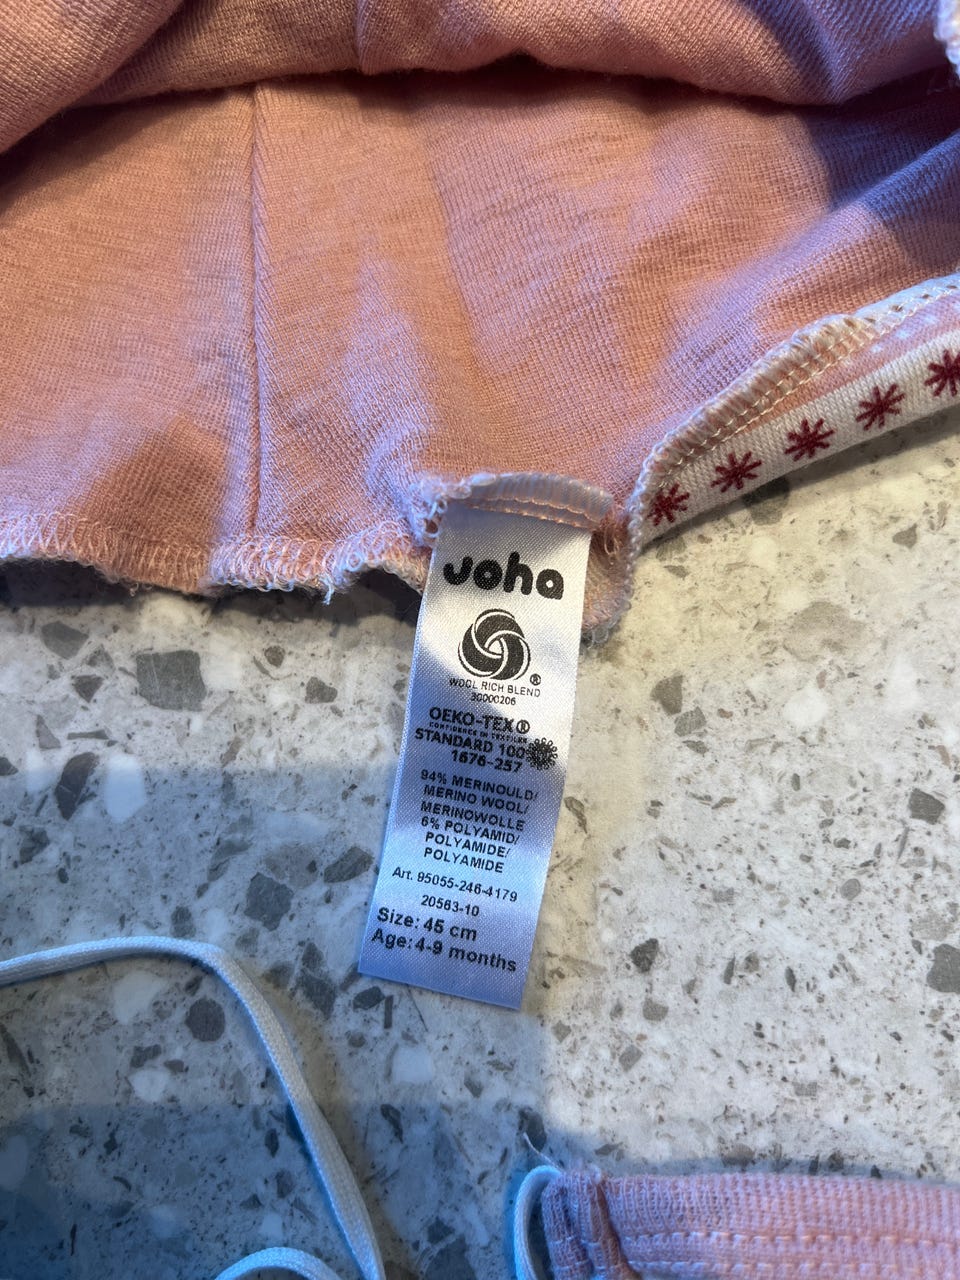 Joha
®
WOOL RICH BLEND
30000206
OEKO-TEX®
CONFIDENCE IN TEXTILES
STANDARD 100
1676-257
94% MERINOULD/
MERINO WOOL/
MERINOWOLLE
6% POLYAMID/
POLYAMIDE/
POLYAMIDE
Art. 95055-246-4179
20563-10
Size: 45 cm
Age: 4-9 months